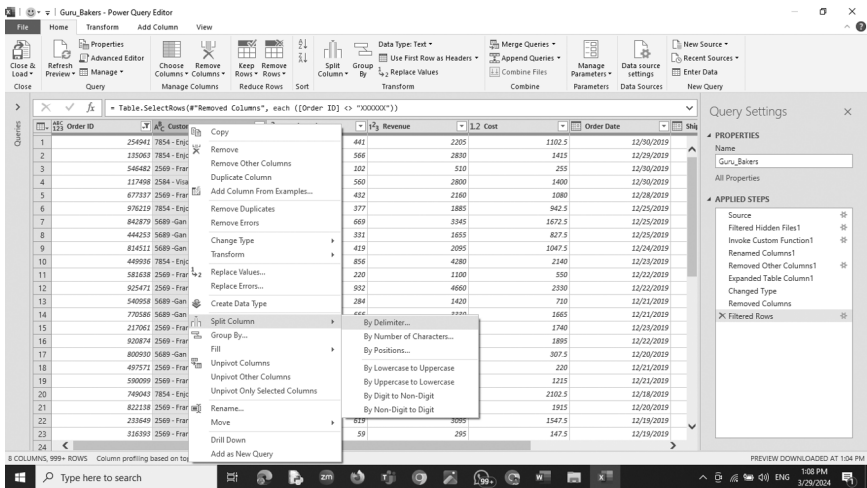 Guru_Bakers - Power Query Editor
File Home Transform Add Column View
Close & Load
Close
Refresh Preview
Properties
Advanced Editor
Manage
Query
Choose Columns
Remove Columns
Manage Columns
Keep Rows
Remove Rows
Reduce Rows
Sort
Split Column
Group By
Data Type: Text
Use First Row as Headers
Replace Values
Transform
Merge Queries
Append Queries
Combine Files
Combine
Manage Parameters
Parameters
Data source settings
Data Sources
New Source
Recent Sources
Enter Data
New Query
= Table.SelectRows(#"Removed Columns", each ([Order ID] <> "XXXXXX"))
Queries
Order ID Custo Revenue 1.2 Cost Order Date Ship
1 254941 7854 - Enjo 441 2205 1102.5 12/30/2019
2 135063 7854 - Enjo 566 2830 1415 12/29/2019
3 546482 2569 - Fran 102 510 255 12/30/2019
4 117498 2584 - Visa 560 2800 1400 12/30/2019
5 677337 2569 - Fran 432 2160 1080 12/28/2019
6 976219 7854 - Enjo 377 1885 942.5 12/25/2019
7 842879 5689 -Gan 669 3345 1672.5 12/25/2019
8 444253 5689 -Gan 331 1655 827.5 12/25/2019
9 814511 5689 -Gan 419 2095 1047.5 12/24/2019
10 449936 7854 - Enjo 856 4280 2140 12/23/2019
11 581638 2569 - Fran 220 1100 550 12/22/2019
12 925471 2569 - Fran 932 4660 2330 12/22/2019
13 540958 5689 -Gan 284 1420 710 12/21/2019
14 770586 5689 -Gan 666 3330 1665 12/21/2019
15 217061 2569 - Fran 1740 12/23/2019
16 920874 2569 - Fran 1895 12/22/2019
17 800930 5689 -Gan 307.5 12/20/2019
18 497571 2569 - Fran 220 12/21/2019
19 590099 2569 - Fran 1215 12/21/2019
20 749043 7854 - Enjo 2102.5 12/18/2019
21 822138 2569 - Fran 1915 12/20/2019
22 233649 2569 - Fran 619 3095 1547.5 12/19/2019
23 316393 2569 - Fran 59 295 147.5 12/19/2019
24
Copy
Remove
Remove Other Columns
Duplicate Column
Add Column From Examples...
Remove Duplicates
Remove Errors
Change Type
Transform
Replace Values...
Replace Errors...
Create Data Type
Split Column
Group By...
Fill
Unpivot Columns
Unpivot Other Columns
Unpivot Only Selected Columns
Rename...
Move
Drill Down
Add as New Query
By Delimiter...
By Number of Characters...
By Positions...
By Lowercase to Uppercase
By Uppercase to Lowercase
By Digit to Non-Digit
By Non-Digit to Digit
Query Settings
PROPERTIES
Name
Guru_Bakers
All Properties
APPLIED STEPS
Source
Filtered Hidden Files1
Invoke Custom Function1
Renamed Columns1
Removed Other Columns1
Expanded Table Column1
Changed Type
Removed Columns
Filtered Rows
8 COLUMNS, 999+ ROWS Column profiling based on top
PREVIEW DOWNLOADED AT 1:04 PM
Type here to search
zm
99+
ENG
1:08 PM
3/29/2024